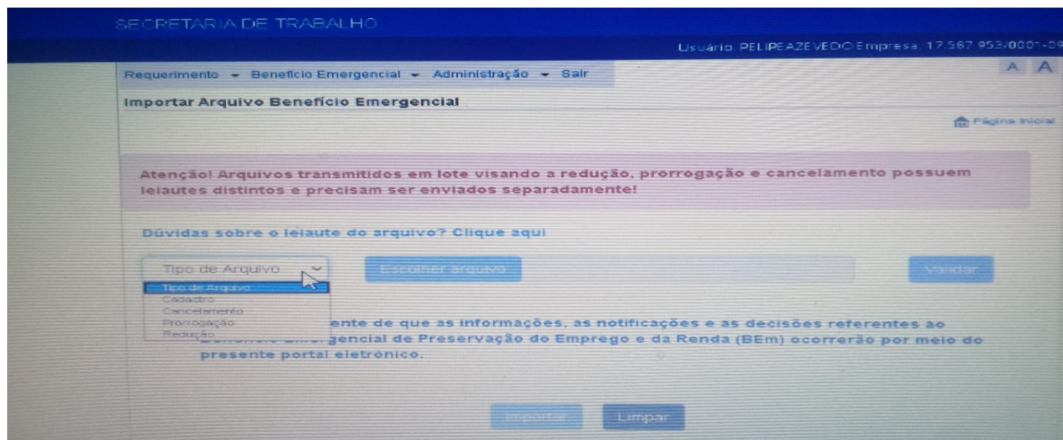 SECRETARIA DE TRABALHO
Usuário: PELIPE AZEVEDO Empresa: 17.587.953/0001-09
Requerimento Benefício Emergencial Administração Sair
A A
Importar Arquivo Benefício Emergencial
Página Inicial
Atenção! Arquivos transmitidos em lote visando a redução, prorrogação e cancelamento possuem
leiautes distintos e precisam ser enviados separadamente!
Dúvidas sobre o leiaute do arquivo? Clique aqui
Tipo de Arquivo Escolher arquivo Validar
Tipo de Arquivo
Cadastro
Cancelamento
Prorrogação
Redução
ente de que as informações, as notificações e as decisões referentes ao
gencial de Preservação do Emprego e da Renda (BEm) ocorrerão por meio do
presente portal eletrônico.
Importar Limpar